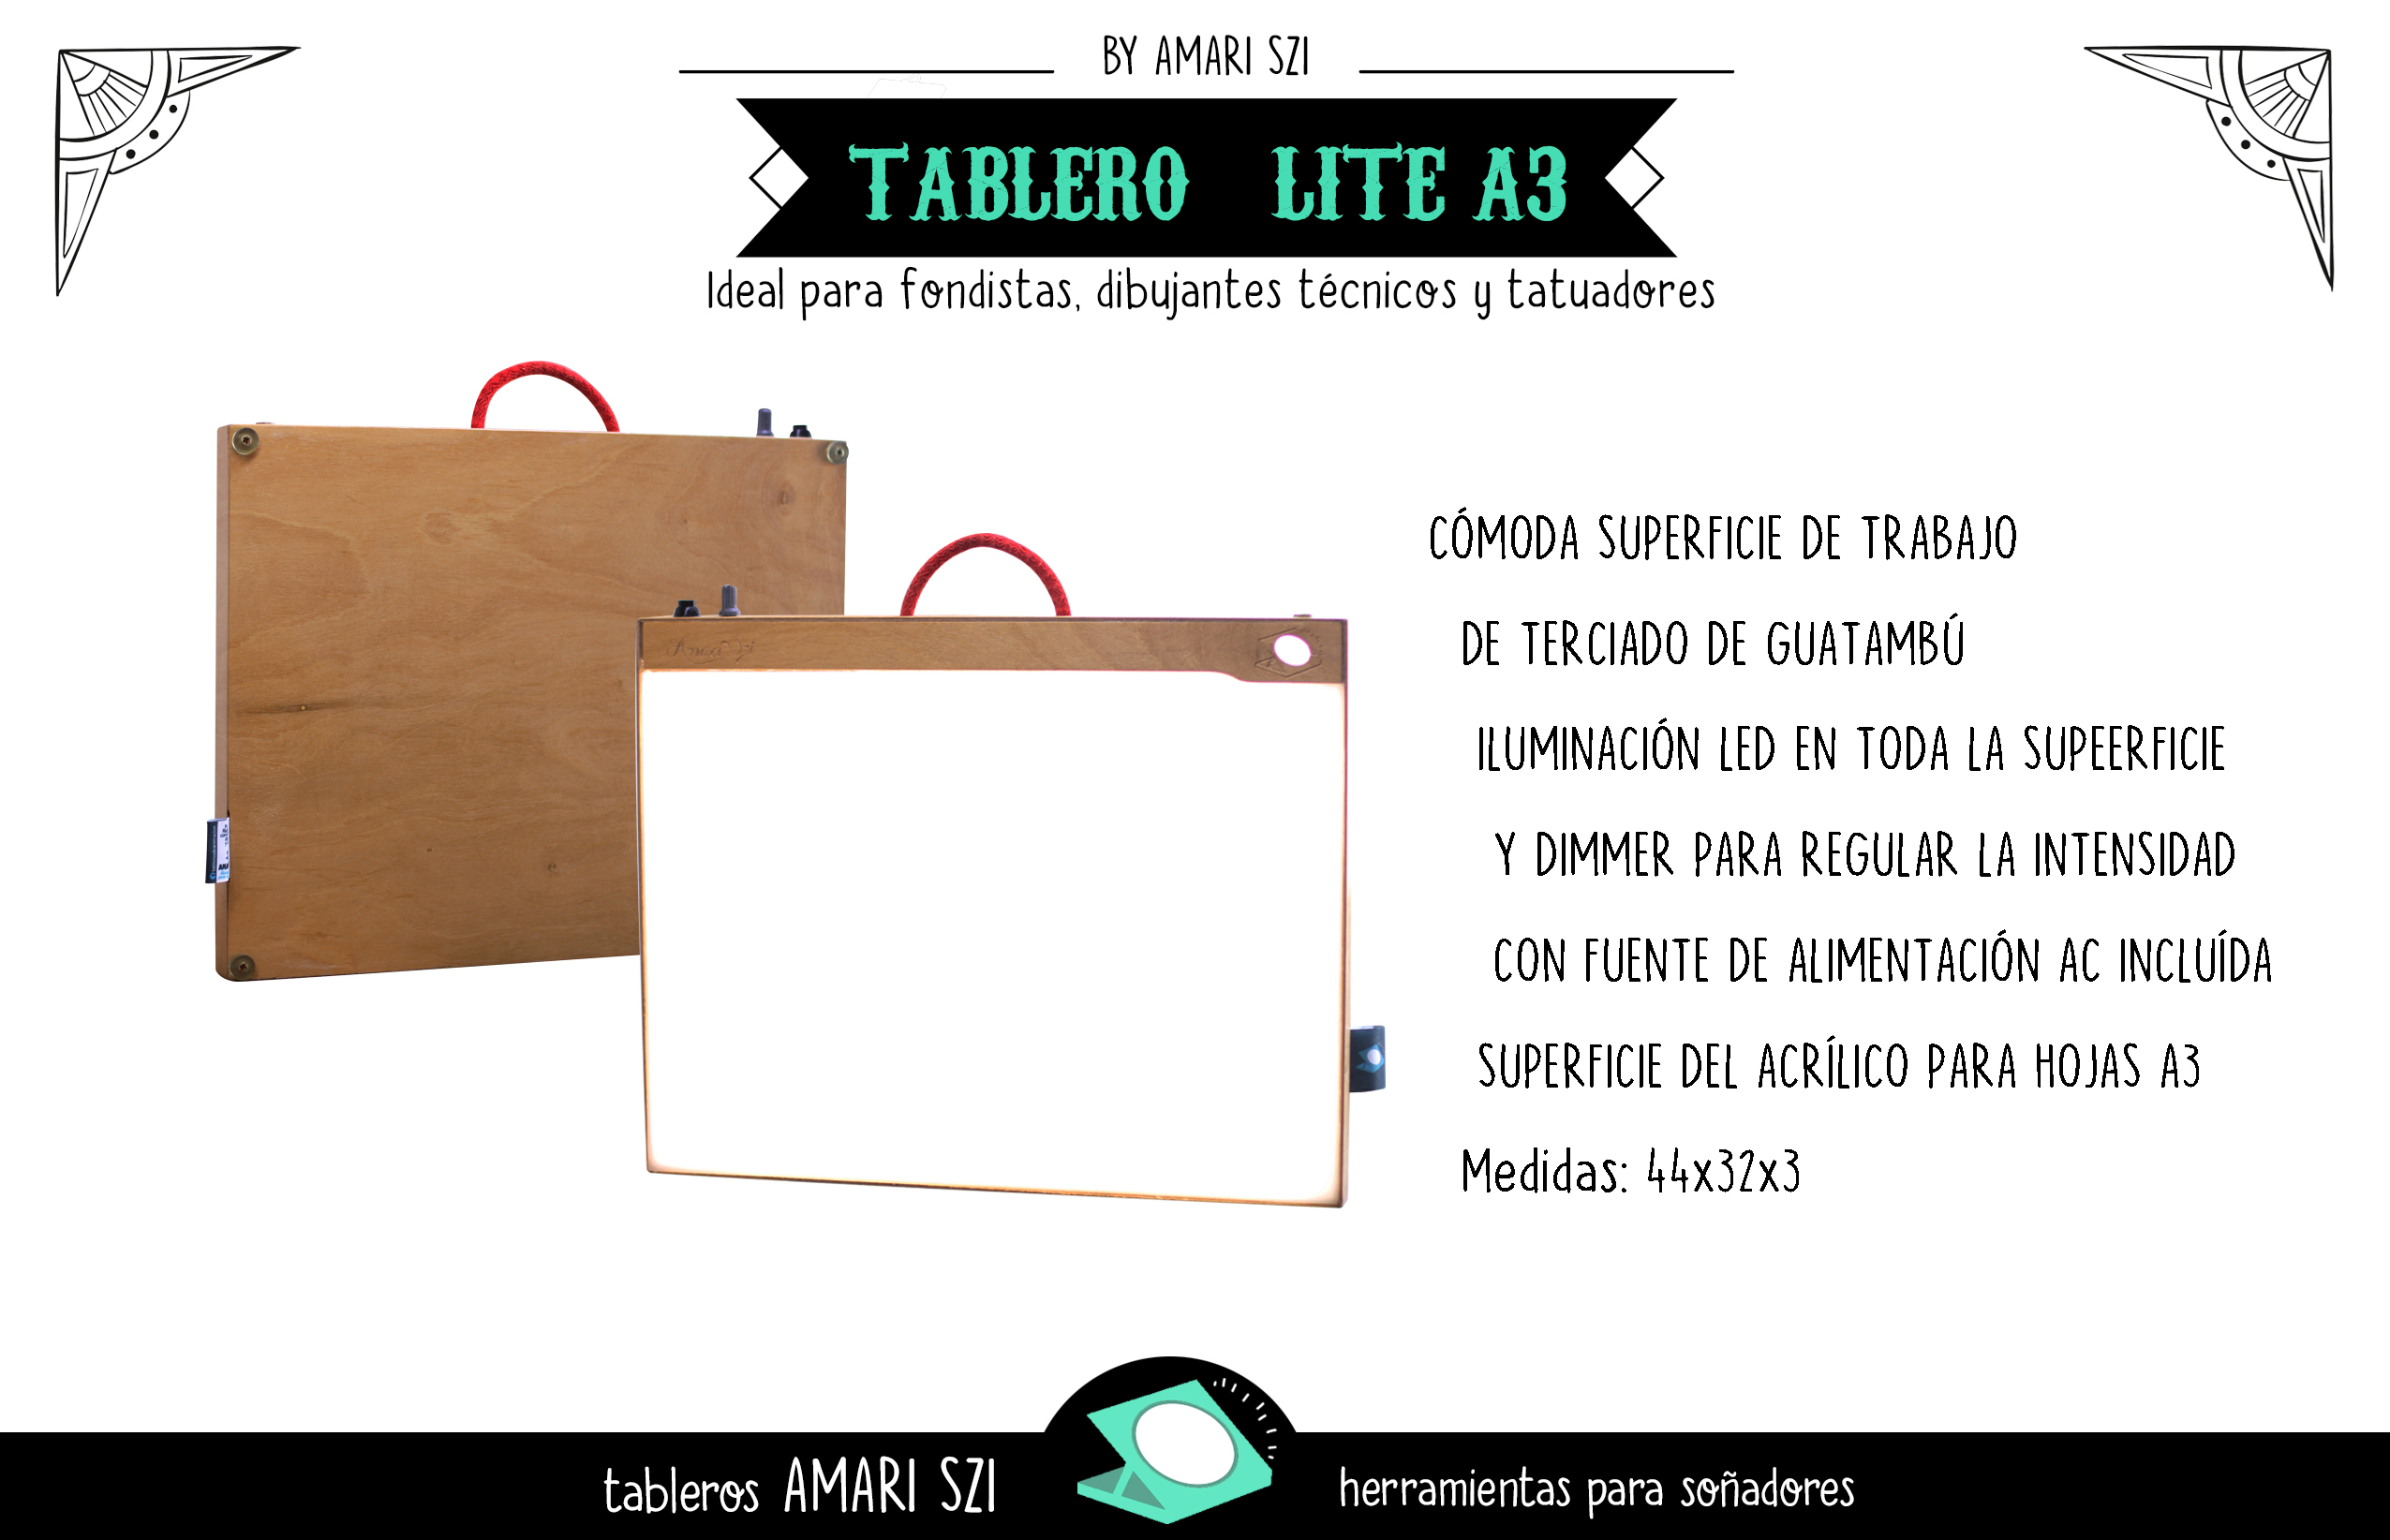 BY AMARI SZI
TABLERO LITE A3
Ideal para fondistas, dibujantes técnicos y tatuadores
CÓMODA SUPERFICIE DE TRABAJO
DE TERCIADO DE GUATAMBÚ
ILUMINACIÓN LED EN TODA LA SUPEERFICIE
Y DIMMER PARA REGULAR LA INTENSIDAD
CON FUENTE DE ALIMENTACIÓN AC INCLUÍDA
SUPERFICIE DEL ACRÍLICO PARA HOJAS A3
Medidas: 44x32x3
Amari Szi
tableros AMARI SZI
herramientas para soñadores